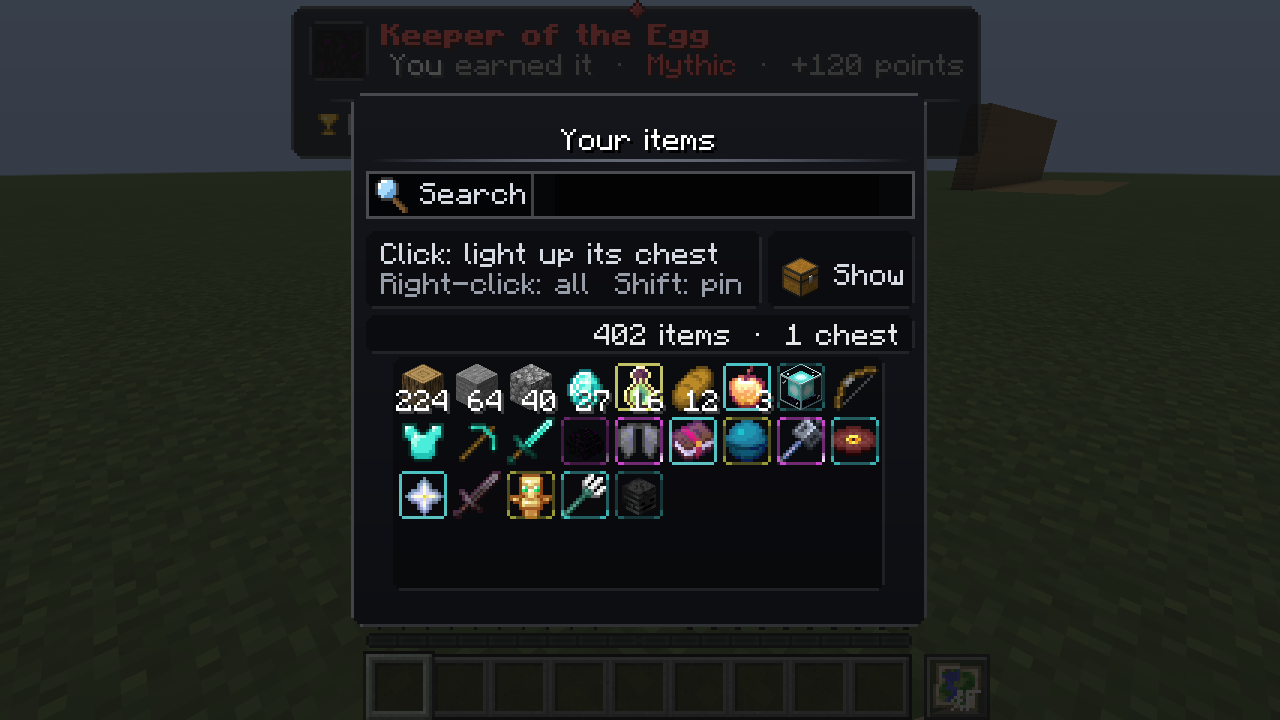 Keeper of the Egg
You earned it · Mythic · +120 points
Your items
Search
Click: light up its chest
Right-click: all Shift: pin
Show
402 items · 1 chest
224 64 40 27 16 12 3